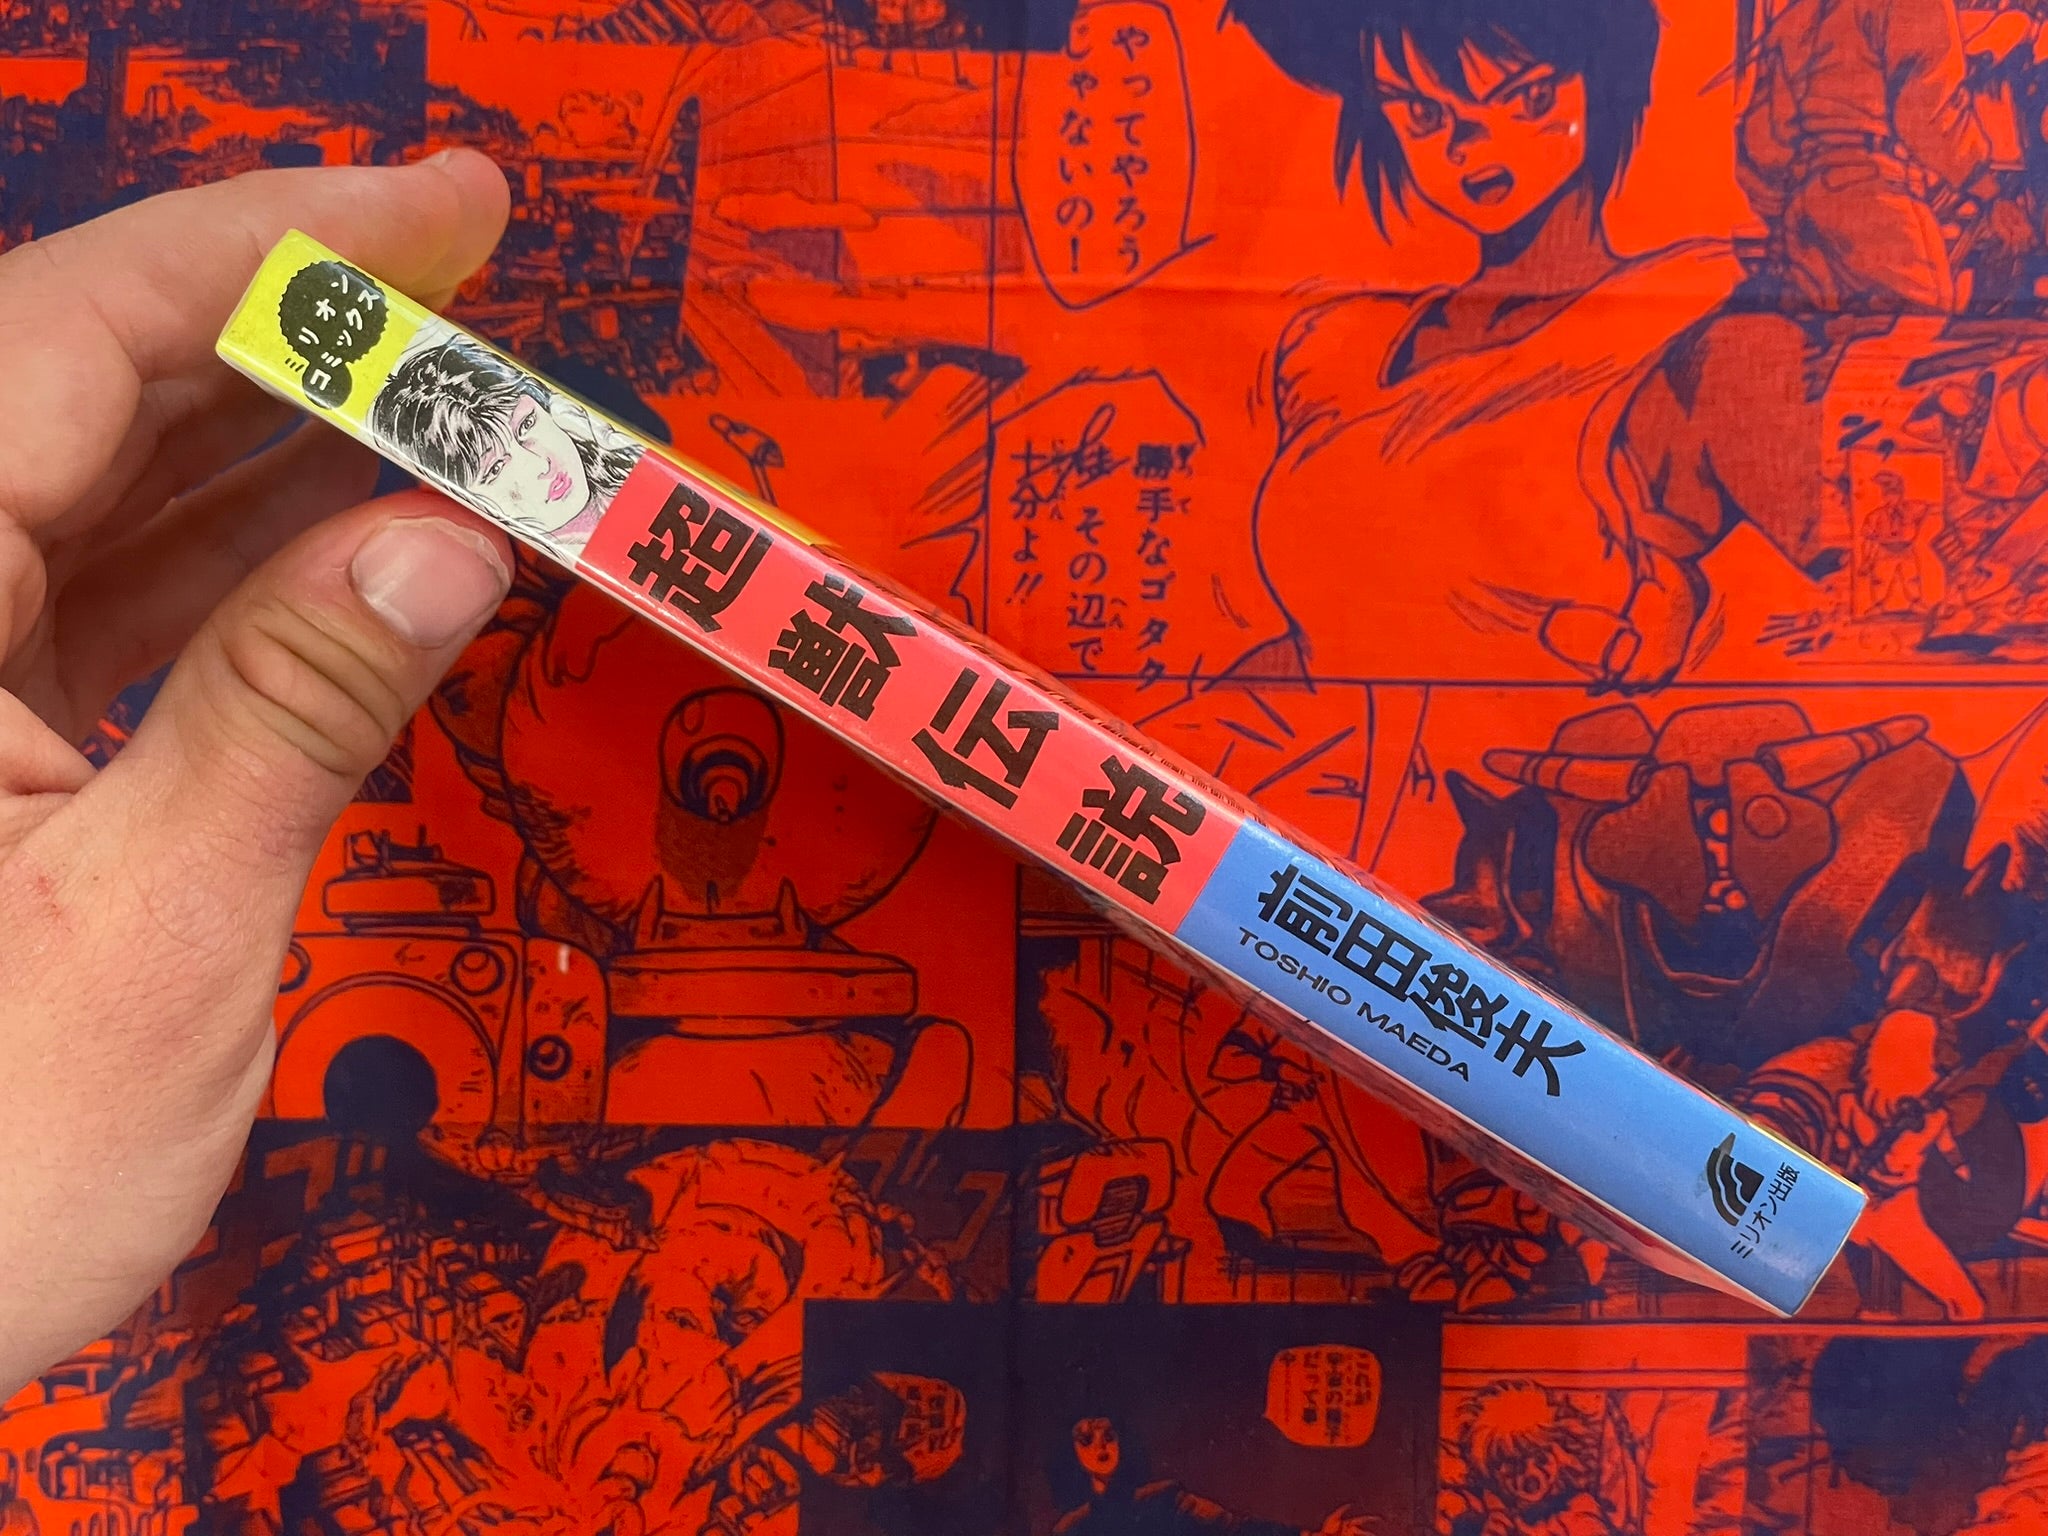 ミリオン
コミックス
超獣伝説
前田俊夫
TOSHIO MAEDA
ミリオン出版
やってやろう
じゃないの!
勝手なゴタク
その辺で
十分よ!!